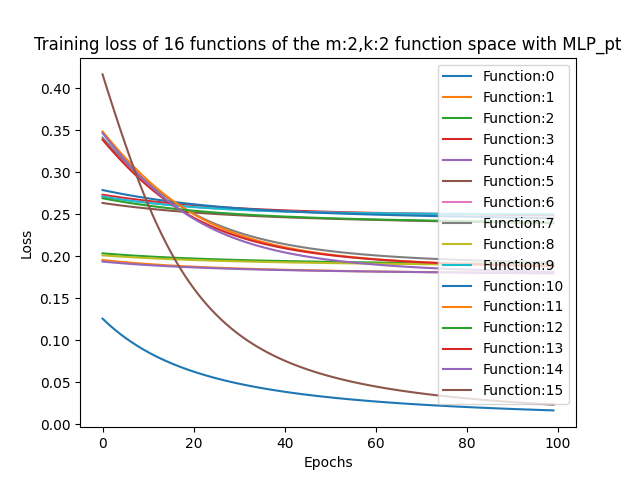 Training loss of 16 functions of the m:2,k:2 function space with MLP_pt
Loss
0.40
0.35
0.30
0.25
0.20
0.15
0.10
0.05
0.00
Function:0
Function:1
Function:2
Function:3
Function:4
Function:5
Function:6
Function:7
Function:8
Function:9
Function:10
Function:11
Function:12
Function:13
Function:14
Function:15
0 20 40 60 80 100
Epochs